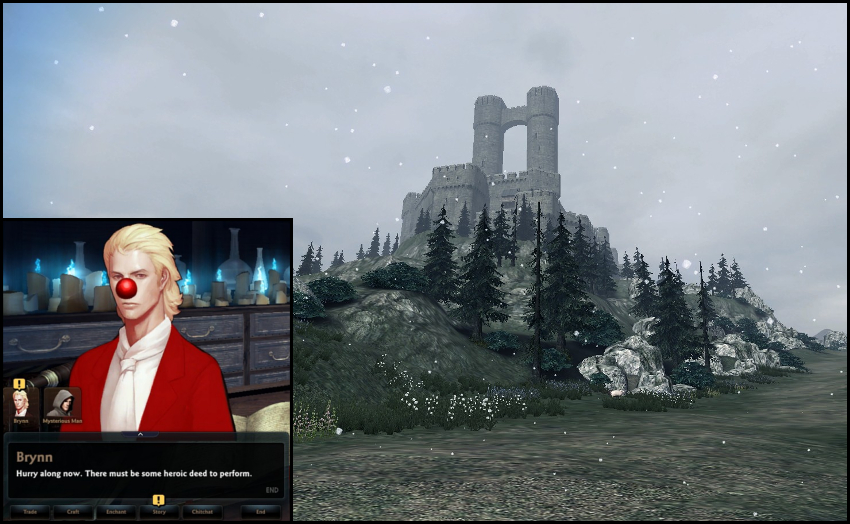 Brynn
Mysterious Man
Brynn
Hurry along now. There must be some heroic deed to perform.
END
Trade
Craft
Enchant
Story
Chitchat
End